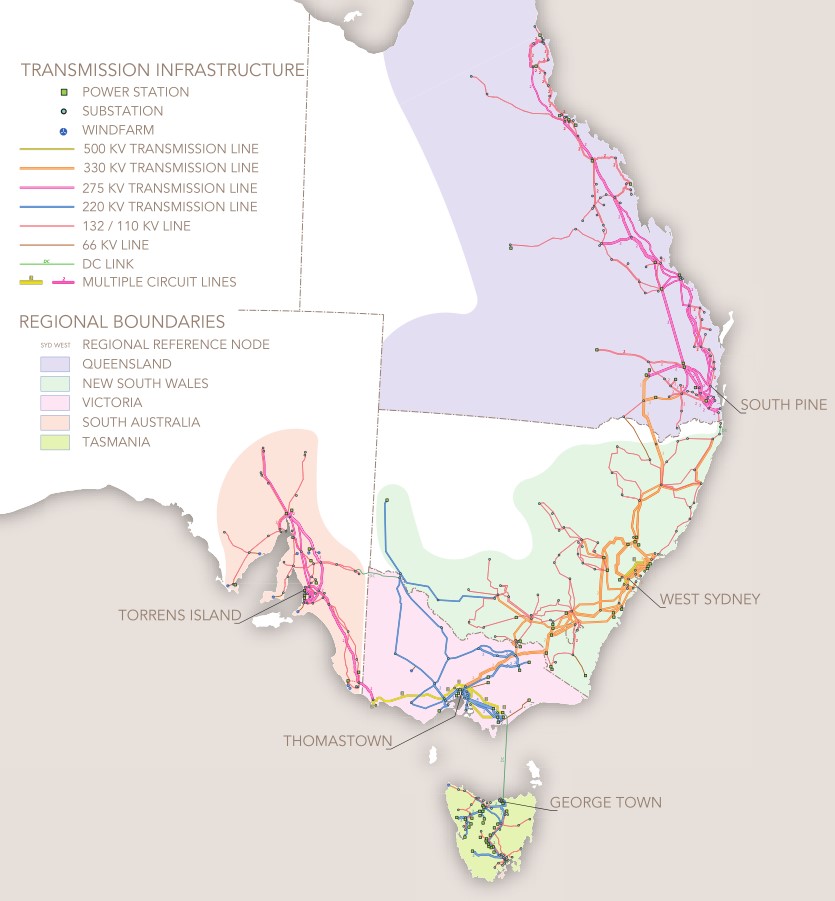 TRANSMISSION INFRASTRUCTURE
POWER STATION
SUBSTATION
WINDFARM
500 KV TRANSMISSION LINE
330 KV TRANSMISSION LINE
275 KV TRANSMISSION LINE
220 KV TRANSMISSION LINE
132 / 110 KV LINE
66 KV LINE
DC DC LINK
MULTIPLE CIRCUIT LINES
REGIONAL BOUNDARIES
SYD WEST REGIONAL REFERENCE NODE
QUEENSLAND
NEW SOUTH WALES
VICTORIA
SOUTH AUSTRALIA
TASMANIA
SOUTH PINE
WEST SYDNEY
TORRENS ISLAND
THOMASTOWN
GEORGE TOWN